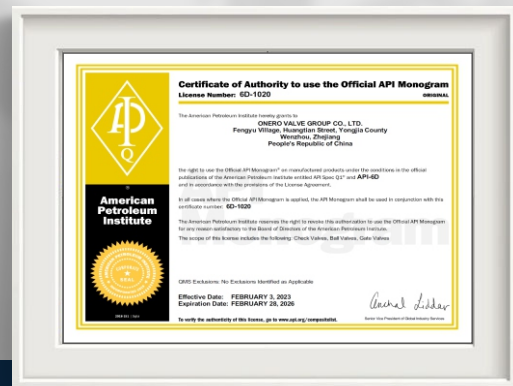 Certificate of Authority to use the Official API Monogram
License Number: 6D-1020
ORIGINAL
The American Petroleum Institute hereby grants to
ONERO VALVE GROUP CO., LTD.
Fengyu Village, Huangtian Street, Yongjia County
Wenzhou, Zhejiang
People's Republic of China
the right to use the Official API Monogram® on manufactured products under the conditions in the official
publications of the American Petroleum Institute entitled API Spec Q1® and API-6D
and in accordance with the provisions of the License Agreement.
In all cases where the Official API Monogram is applied, the API Monogram shall be used in conjunction with this
certificate number: 6D-1020
The American Petroleum Institute reserves the right to revoke this authorization to use the Official API Monogram
for any reason satisfactory to the Board of Directors of the American Petroleum Institute.
The scope of this license includes the following: Check Valves, Ball Valves, Gate Valves
QMS Exclusions: No Exclusions Identified as Applicable
Effective Date: FEBRUARY 3, 2023
Expiration Date: FEBRUARY 28, 2026
To verify the authenticity of this license, go to www.api.org/compositelist.
Senior Vice President of Global Industry Services
API
Q
®
American
Petroleum
Institute